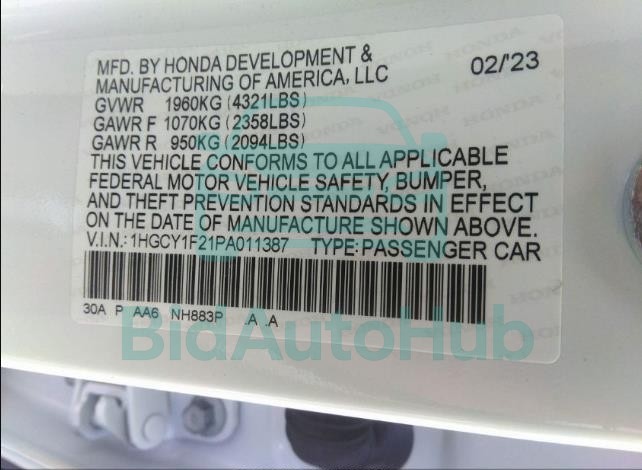 MFD. BY HONDA DEVELOPMENT & 02/'23
MANUFACTURING OF AMERICA, LLC
GVWR 1960KG (4321LBS)
GAWR F 1070KG (2358LBS)
GAWR R 950KG (2094LBS)
THIS VEHICLE CONFORMS TO ALL APPLICABLE
FEDERAL MOTOR VEHICLE SAFETY, BUMPER,
AND THEFT PREVENTION STANDARDS IN EFFECT
ON THE DATE OF MANUFACTURE SHOWN ABOVE.
V.I.N.: 1HGCY1F21PA011387 TYPE: PASSENGER CAR
30A P AA6 NH883P .A .A
BidAutoHub